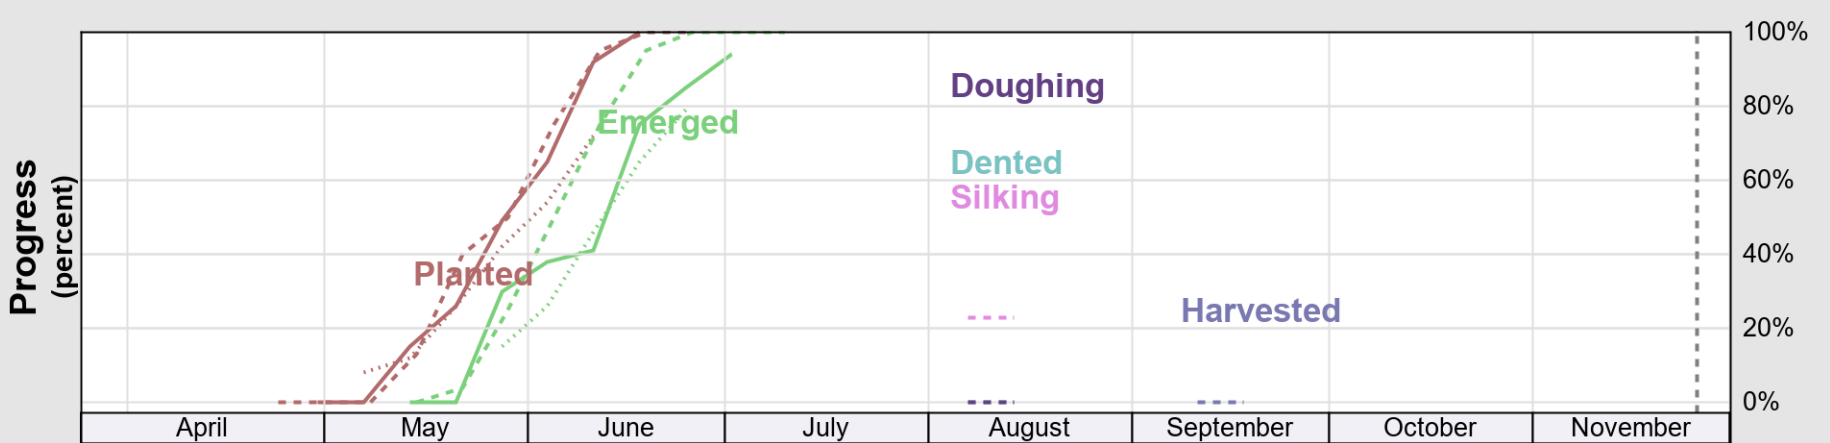 Progress
(percent)
100%
80%
60%
40%
20%
0%
Doughing
Emerged
Dented
Silking
Planted
Harvested
April May June July August September October November